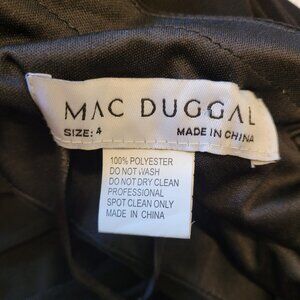 MAC DUGGAL
SIZE: 4 MADE IN CHINA
100% POLYESTER
DO NOT WASH
DO NOT DRY CLEAN
PROFESSIONAL
SPOT CLEAN ONLY
MADE IN CHINA